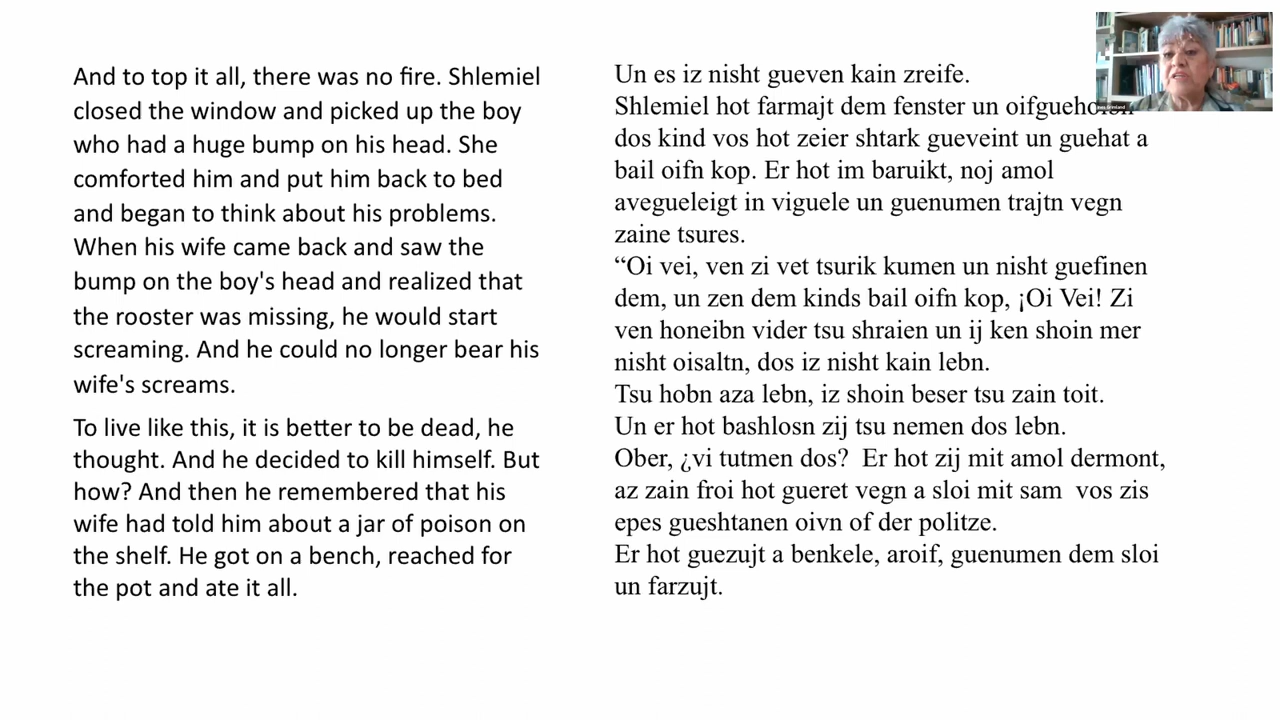 And to top it all, there was no fire. Shlemiel
closed the window and picked up the boy
who had a huge bump on his head. She
comforted him and put him back to bed
and began to think about his problems.
When his wife came back and saw the
bump on the boy's head and realized that
the rooster was missing, he would start
screaming. And he could no longer bear his
wife's screams.
To live like this, it is better to be dead, he
thought. And he decided to kill himself. But
how? And then he remembered that his
wife had told him about a jar of poison on
the shelf. He got on a bench, reached for
the pot and ate it all.
Un es iz nisht gueven kain zreife.
Shlemiel hot farmajt dem fenster un
dos kind vos hot zeier shtark gueveint un guehat a
bail oifn kop. Er hot im baruikt, noj amol
avegueleigt in viguele un guenumen trajtn vegn
zaine tsures.
“Oi vei, ven zi vet tsurik kumen un nisht guefinen
dem, un zen dem kinds bail oifn kop, ¡Oi Vei! Zi
ven honeibn vider tsu shraien un ij ken shoin mer
nisht oisaltn, dos iz nisht kain lebn.
Tsu hobn aza lebn, iz shoin beser tsu zain toit.
Un er hot bashlosn zij tsu nemen dos lebn.
Ober, ¿vi tutmen dos?  Er hot zij mit amol dermont,
az zain froi hot gueret vegn a sloi mit sam  vos zis
epes gueshtanen oivn of der politze.
Er hot guezujt a benkele, aroif, guenumen dem sloi
un farzujt.